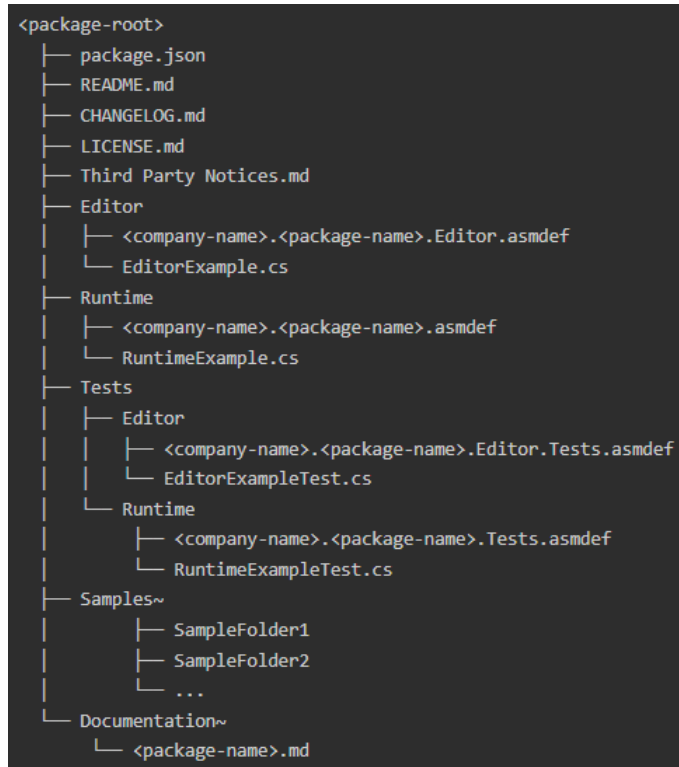 <package-root>
├── package.json
├── README.md
├── CHANGELOG.md
├── LICENSE.md
├── Third Party Notices.md
├── Editor
│   ├── <company-name>.<package-name>.Editor.asmdef
│   └── EditorExample.cs
├── Runtime
│   ├── <company-name>.<package-name>.asmdef
│   └── RuntimeExample.cs
├── Tests
│   ├── Editor
│   │   ├── <company-name>.<package-name>.Editor.Tests.asmdef
│   │   └── EditorExampleTest.cs
│   └── Runtime
│        ├── <company-name>.<package-name>.Tests.asmdef
│        └── RuntimeExampleTest.cs
├── Samples~
│        ├── SampleFolder1
│        ├── SampleFolder2
│        └── ...
└── Documentation~
     └── <package-name>.md